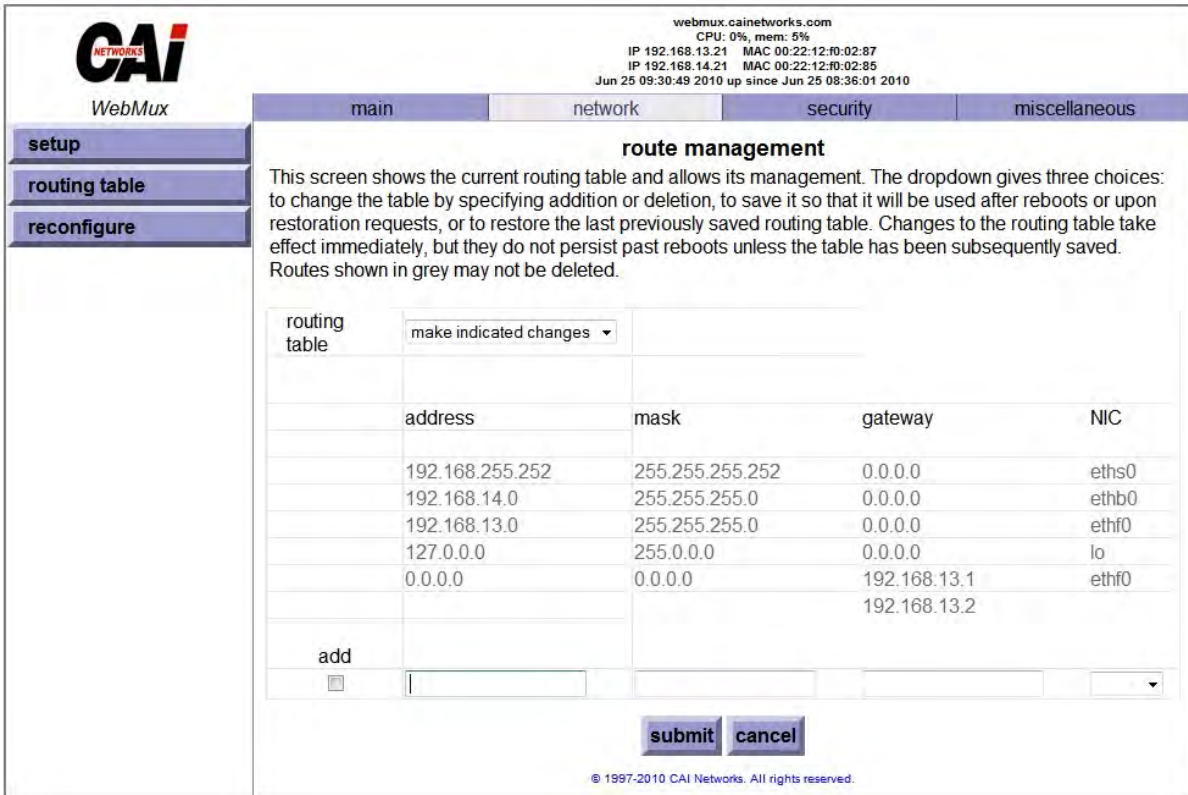 CAi
NETWORKS
WebMux
webmux.cainetworks.com
CPU: 0%, mem: 5%
IP 192.168.13.21 MAC 00:22:12:f0:02:87
IP 192.168.14.21 MAC 00:22:12:f0:02:85
Jun 25 09:30:49 2010 up since Jun 25 08:36:01 2010
main network security miscellaneous
setup
routing table
reconfigure
route management
This screen shows the current routing table and allows its management. The dropdown gives three choices:
to change the table by specifying addition or deletion, to save it so that it will be used after reboots or upon
restoration requests, or to restore the last previously saved routing table. Changes to the routing table take
effect immediately, but they do not persist past reboots unless the table has been subsequently saved.
Routes shown in grey may not be deleted.
routing
table
make indicated changes
address mask gateway NIC
192.168.255.252 255.255.255.252 0.0.0.0 eths0
192.168.14.0 255.255.255.0 0.0.0.0 ethb0
192.168.13.0 255.255.255.0 0.0.0.0 ethf0
127.0.0.0 255.0.0.0 0.0.0.0 lo
0.0.0.0 0.0.0.0 192.168.13.1 ethf0
192.168.13.2
add
submit cancel
© 1997-2010 CAI Networks. All rights reserved.